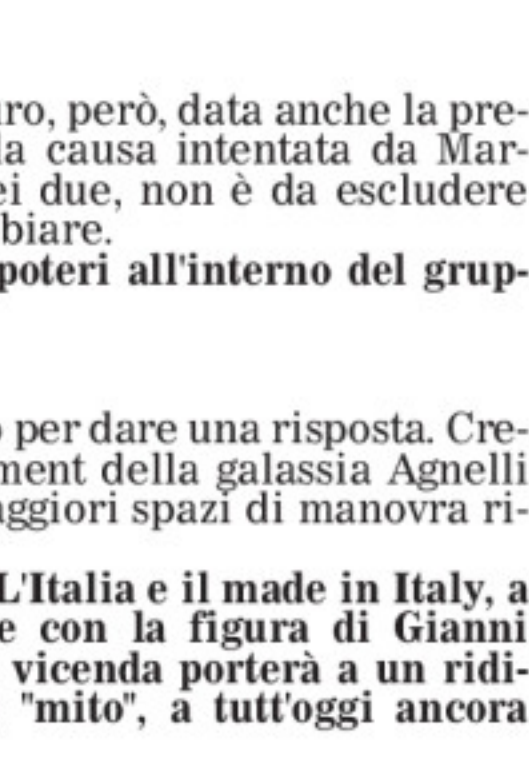 ro, però, data anche la pre-
la causa intentata da Mar-
ei due, non è da escludere
biare.
poteri all'interno del grup-
per dare una risposta. Cre-
ment della galassia Agnelli
aggiori spazi di manovra ri-
L'Italia e il made in Italy, a
e con la figura di Gianni
vicenda porterà a un ridi-
"mito", a tutt'oggi ancora